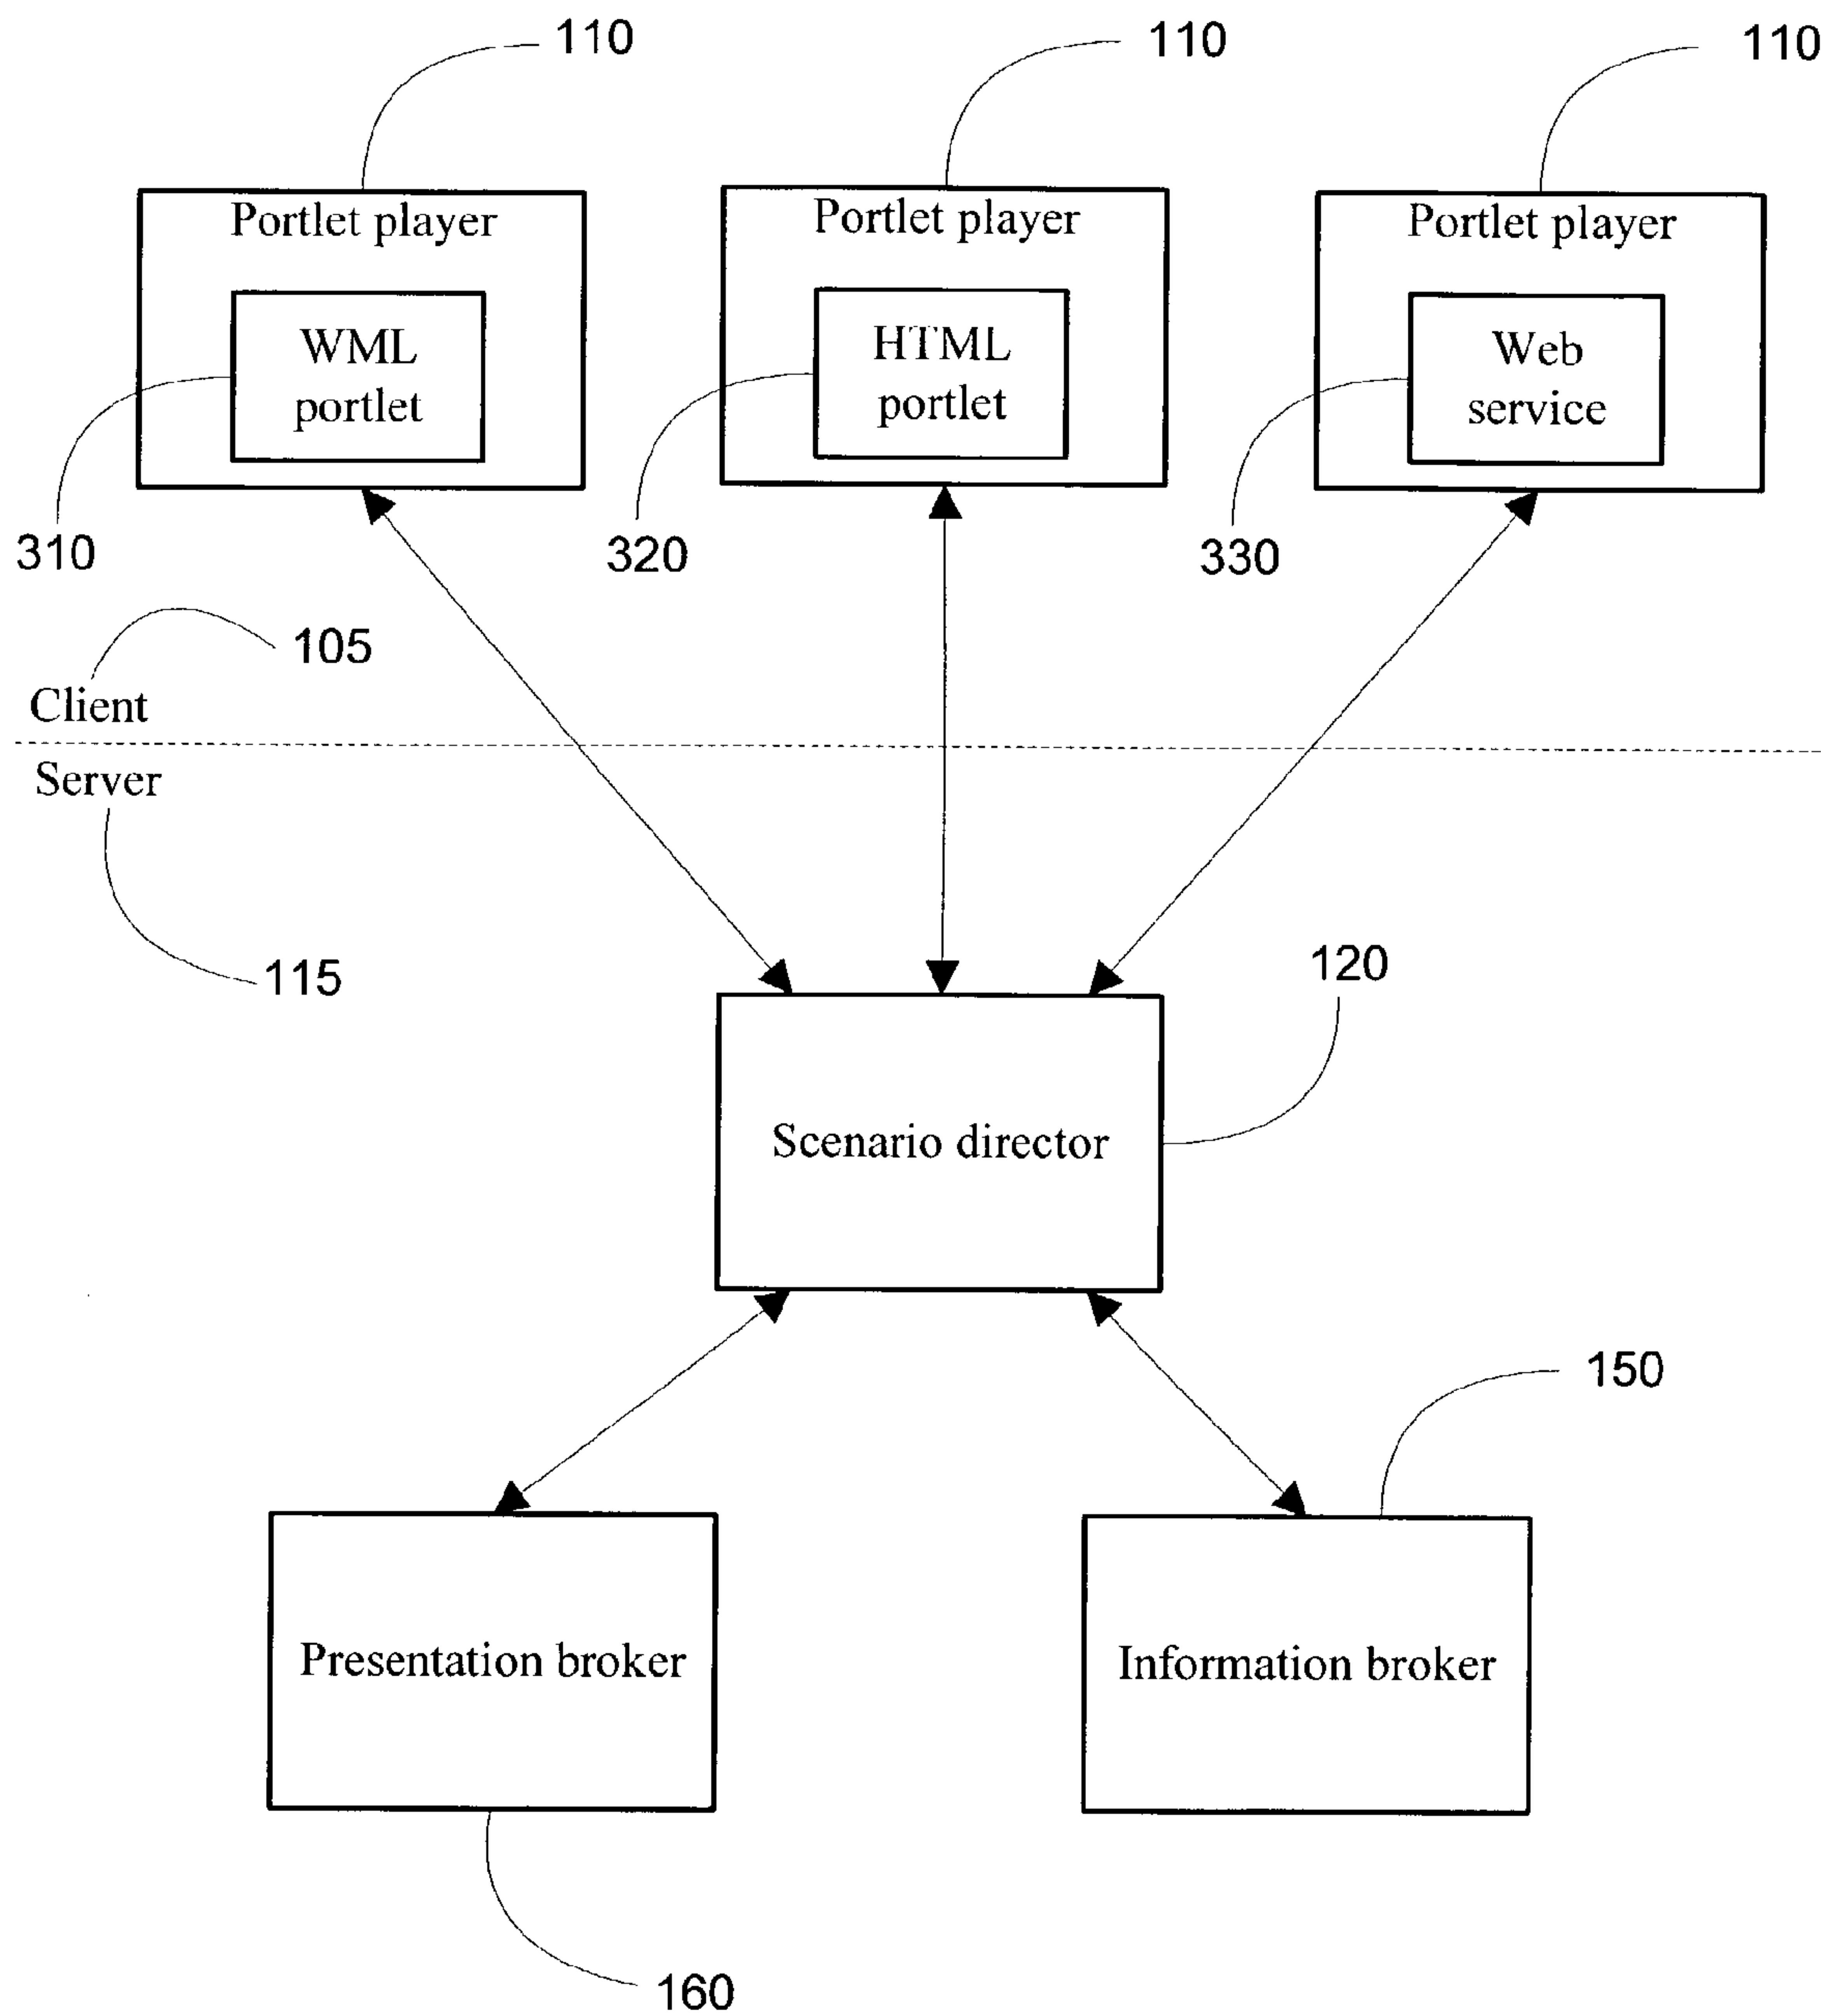 110
110
110
Portlet player
Portlet player
Portlet player
WML
portlet
HTML
portlet
Web
service
310
320
330
105
Client
Server
115
120
Scenario director
150
Presentation broker
Information broker
160